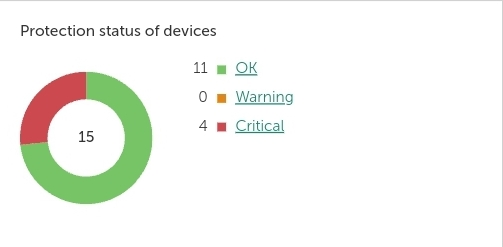 Protection status of devices
11 OK
0 Warning
15
4 Critical